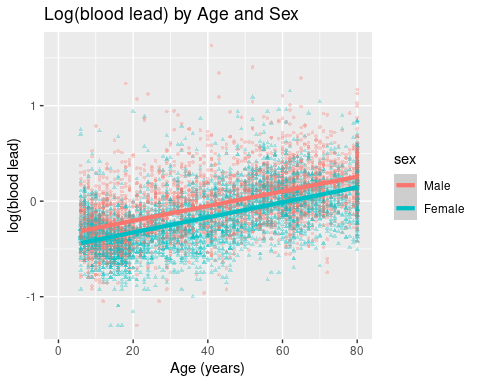 Log(blood lead) by Age and Sex
log(blood lead)
1
0
-1
0
20
40
60
80
Age (years)
sex
Male
Female